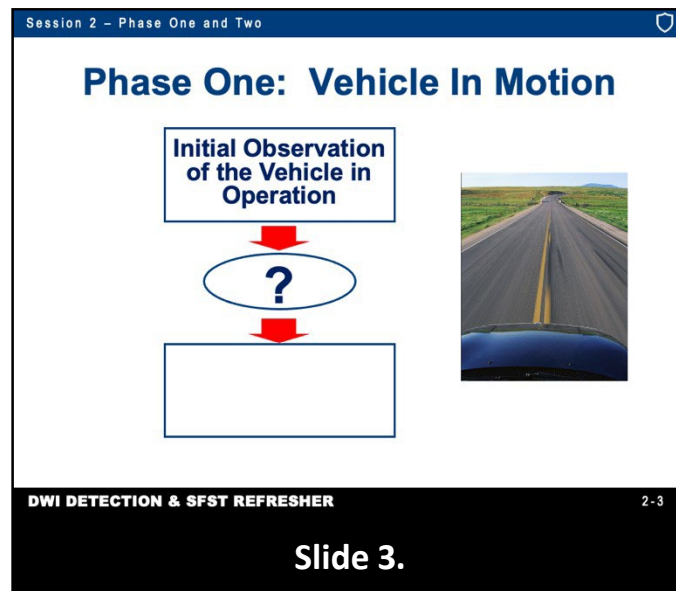 Session 2 – Phase One and Two
Phase One: Vehicle In Motion
Initial Observation
of the Vehicle in
Operation
?
DWI DETECTION & SFST REFRESHER
2-3
Slide 3.